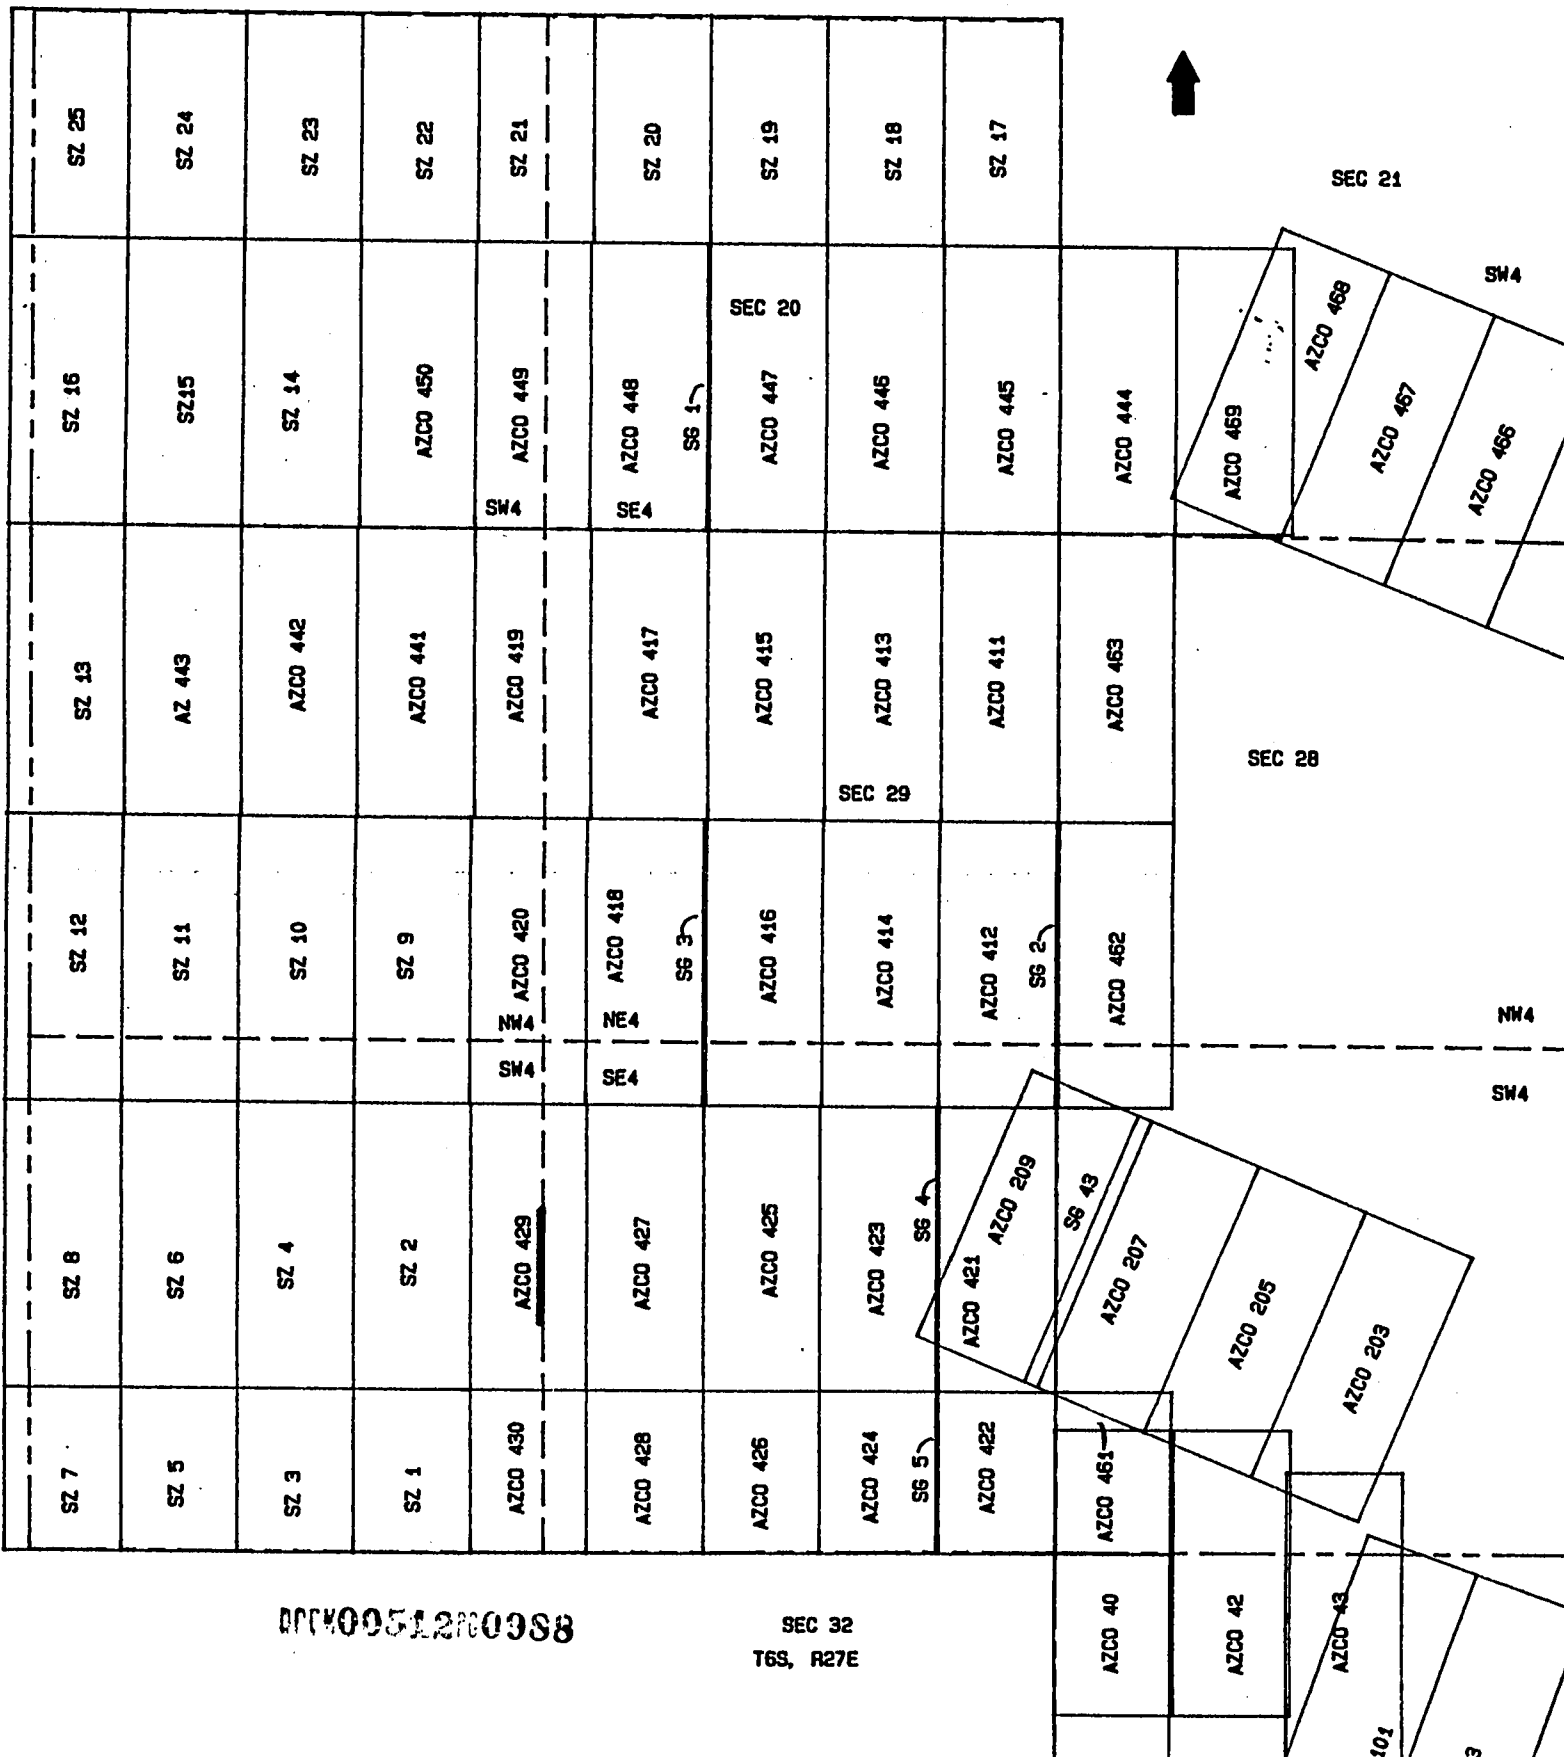 SZ 25
SZ 24
SZ 23
SZ 22
SZ 21
SZ 20
SZ 19
SZ 18
SZ 17
SEC 21
SW4
SZ 16
SZ15
SZ 14
AZCO 450
AZCO 449
AZCO 448
SG 1
SEC 20
AZCO 447
AZCO 446
AZCO 445
AZCO 444
AZCO 469
AZCO 468
AZCO 467
AZCO 466
SW4
SE4
SZ 13
AZ 443
AZCO 442
AZCO 441
AZCO 419
AZCO 417
AZCO 415
AZCO 413
AZCO 411
AZCO 463
SEC 28
SEC 29
SZ 12
SZ 11
SZ 10
SZ 9
AZCO 420
AZCO 418
SG 3
AZCO 416
AZCO 414
AZCO 412
SG 2
AZCO 462
NW4
NE4
NW4
SW4
SE4
SW4
SZ 8
SZ 6
SZ 4
SZ 2
AZCO 429
AZCO 427
AZCO 425
AZCO 423
SG 4
AZCO 421
AZCO 209
SG 43
AZCO 207
AZCO 205
AZCO 203
SZ 7
SZ 5
SZ 3
SZ 1
AZCO 430
AZCO 428
AZCO 426
AZCO 424
SG 5
AZCO 422
AZCO 461
AZCO 40
AZCO 42
AZCO 43
SEC 32
T6S, R27E
101